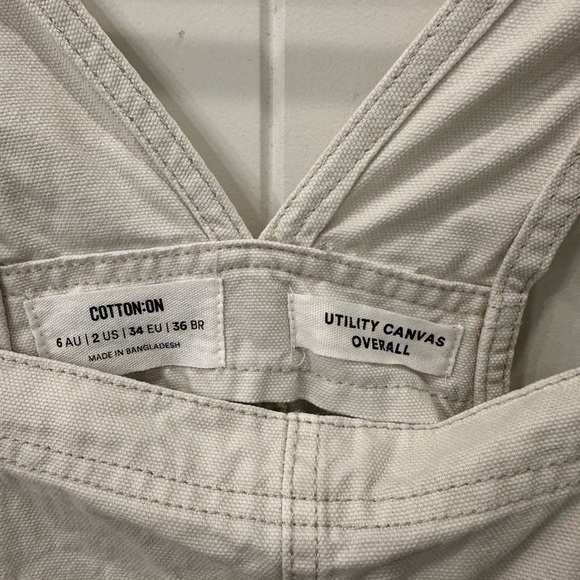 COTTON:ON
6 AU | 2 US | 34 EU | 36 BR
MADE IN BANGLADESH
UTILITY CANVAS
OVERALL